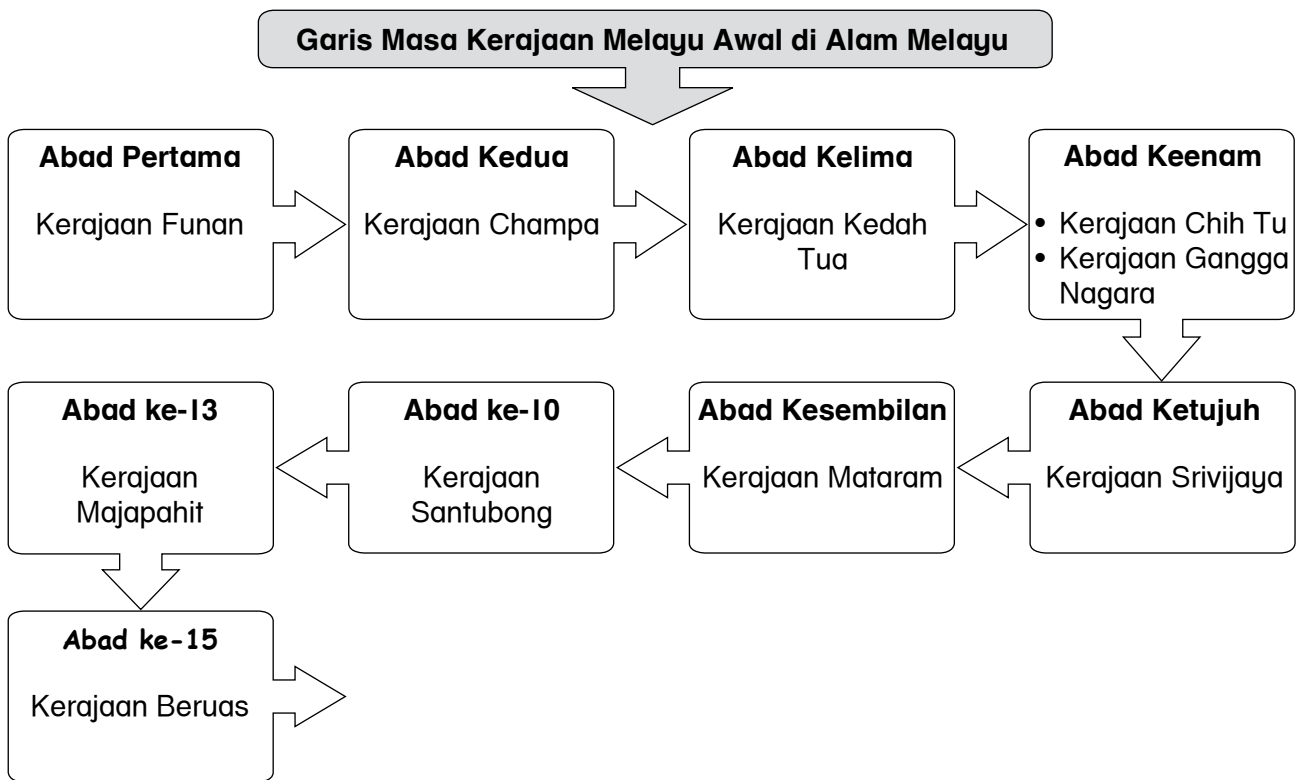 Garis Masa Kerajaan Melayu Awal di Alam Melayu
Abad Pertama
Kerajaan Funan
Abad Kedua
Kerajaan Champa
Abad Kelima
Kerajaan Kedah
Tua
Abad Keenam
• Kerajaan Chih Tu
• Kerajaan Gangga
Nagara
Abad Ketujuh
Kerajaan Srivijaya
Abad Kesembilan
Kerajaan Mataram
Abad ke-10
Kerajaan
Santubong
Abad ke-13
Kerajaan
Majapahit
Abad ke-15
Kerajaan Beruas